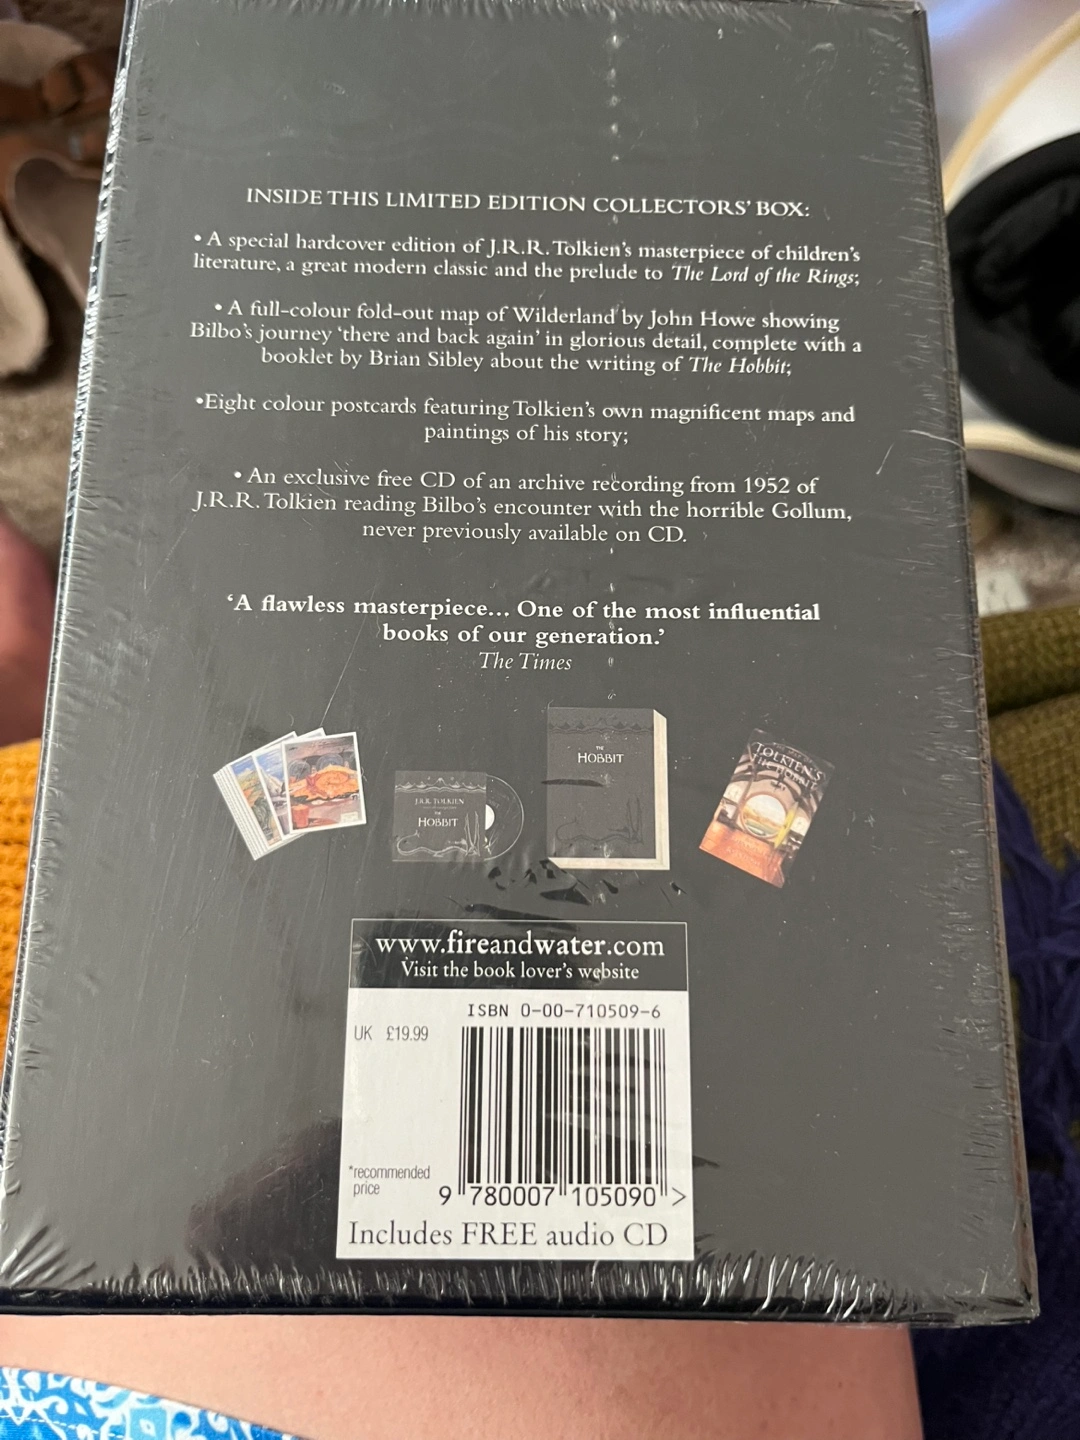 INSIDE THIS LIMITED EDITION COLLECTORS' BOX:
• A special hardcover edition of J.R.R. Tolkien's masterpiece of children's
literature, a great modern classic and the prelude to The Lord of the Rings;
• A full-colour fold-out map of Wilderland by John Howe showing
Bilbo's journey 'there and back again' in glorious detail, complete with a
booklet by Brian Sibley about the writing of The Hobbit;
•Eight colour postcards featuring Tolkien's own magnificent maps and
paintings of his story;
• An exclusive free CD of an archive recording from 1952 of
J.R.R. Tolkien reading Bilbo's encounter with the horrible Gollum,
never previously available on CD.
'A flawless masterpiece... One of the most influential
books of our generation.'
The Times
J.R.R. TOLKIEN
THE
HOBBIT
THE
HOBBIT
TOLKIEN'S
THE HOBBIT
www.fireandwater.com
Visit the book lover's website
ISBN 0-00-710509-6
UK £19.99
*recommended
price
9 780007 105090 >
Includes FREE audio CD